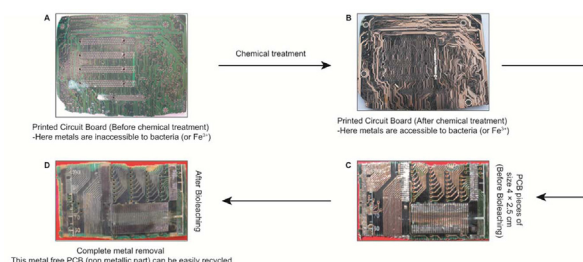 A
B
Chemical treatment
Printed Circuit Board (Before chemical treatment)
-Here metals are inaccessible to bacteria (or Fe³⁺)
Printed Circuit Board (After chemical treatment)
-Here metals are accessible to bacteria (or Fe³⁺)
D
After Bioleaching
C
PCB pieces of
size 4 × 2.5 cm
(Before Bioleaching)
Complete metal removal
This metal free PCB (non metallic part) can be easily recycled